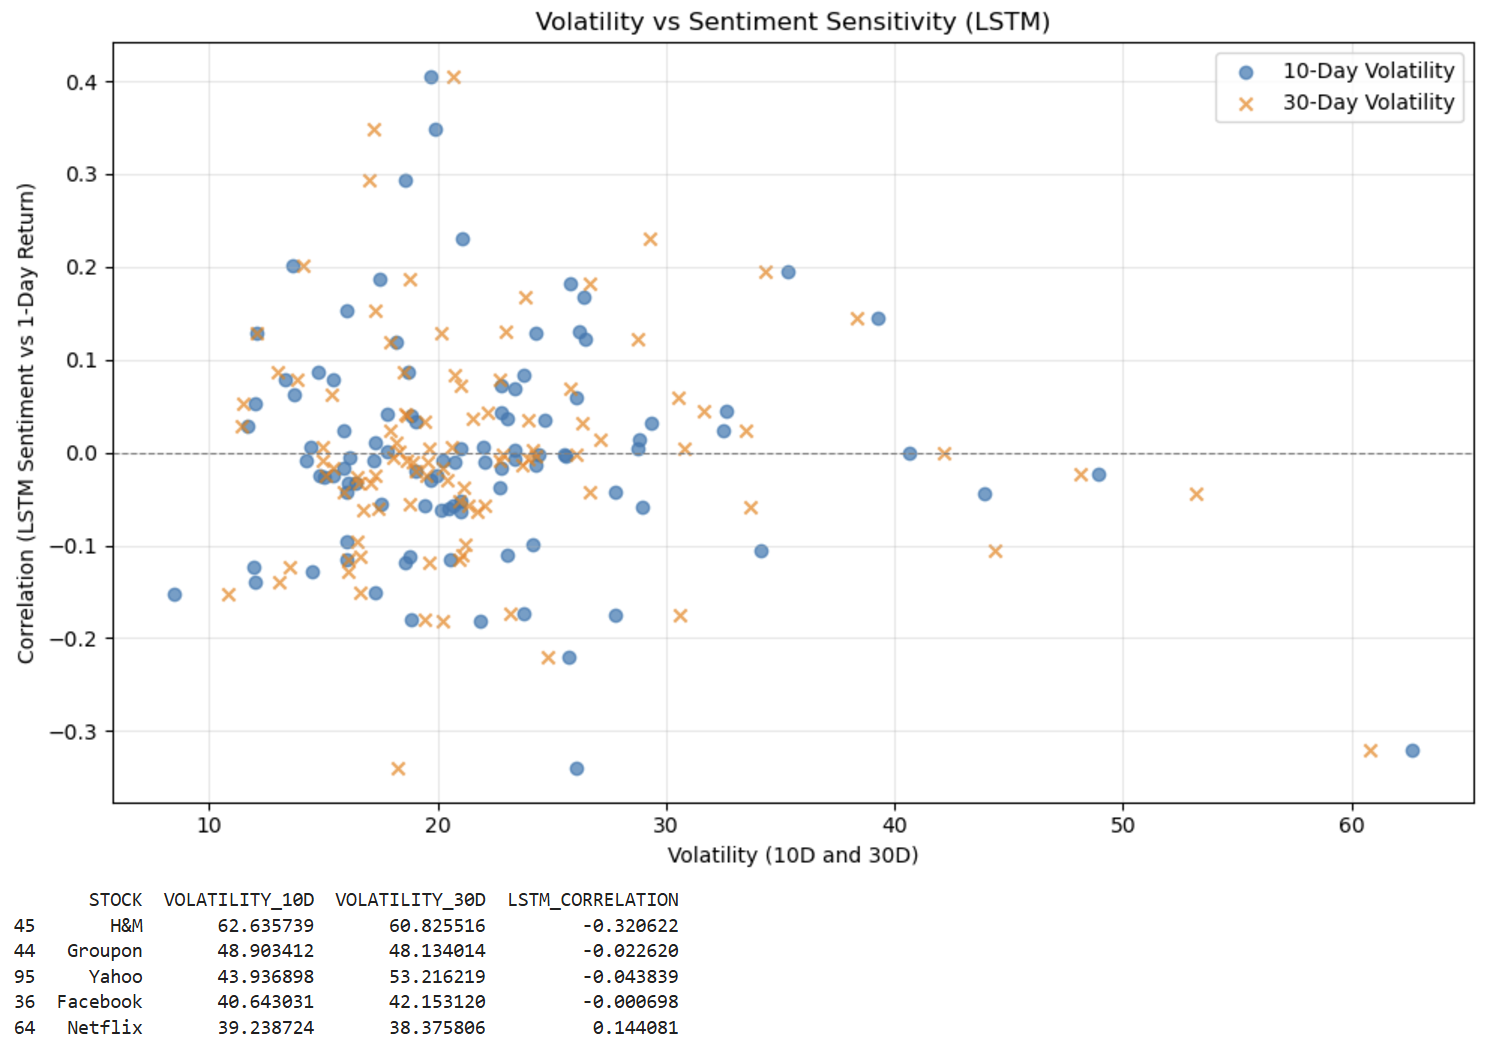 Volatility vs Sentiment Sensitivity (LSTM)
10-Day Volatility
30-Day Volatility
Correlation (LSTM Sentiment vs 1-Day Return)
0.4
0.3
0.2
0.1
0.0
−0.1
−0.2
−0.3
10 20 30 40 50 60
Volatility (10D and 30D)
STOCK VOLATILITY_10D VOLATILITY_30D LSTM_CORRELATION
45 H&M 62.635739 60.825516 -0.320622
44 Groupon 48.903412 48.134014 -0.022620
95 Yahoo 43.936898 53.216219 -0.043839
36 Facebook 40.643031 42.153120 -0.000698
64 Netflix 39.238724 38.375806 0.144081